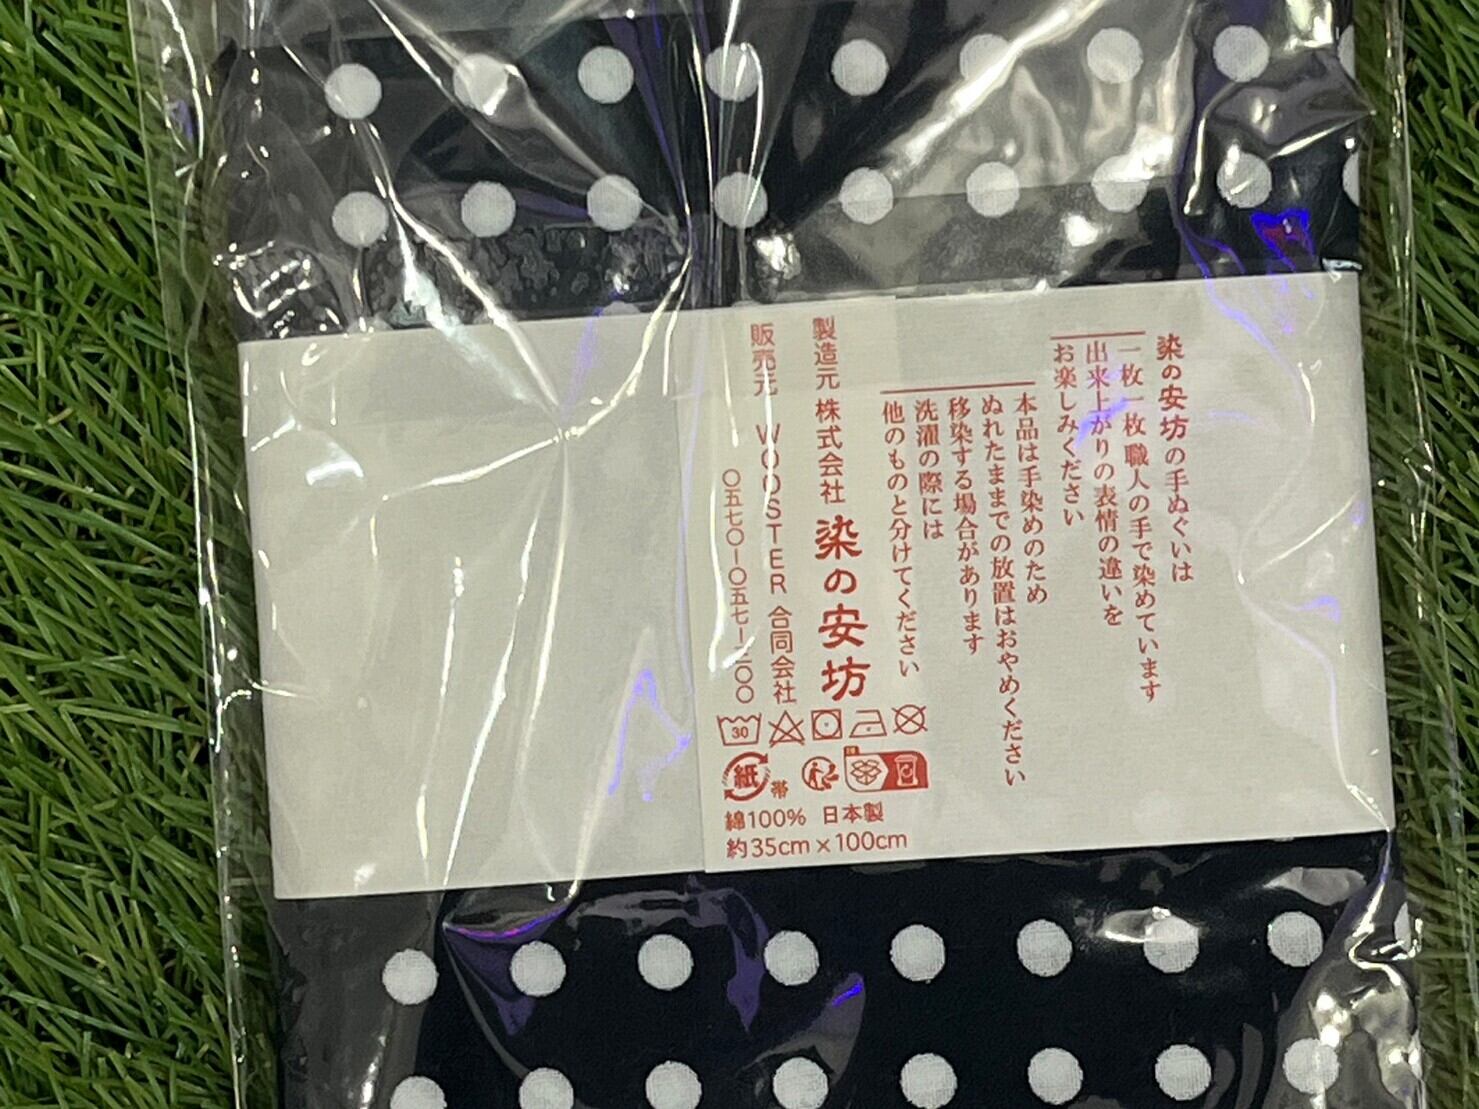 染の安坊の手ぬぐいは
一枚一枚職人の手で染めています
出来上がりの表情の違いを
お楽しみください
本品は手染めのため
ぬれたままでの放置はおやめください
移染する場合があります
洗濯の際には
他のものと分けてください
製造元 株式会社 染の安坊
販売元 WOOSTER 合同会社
〇五七〇-〇五七-二〇〇
30
紙 帯
綿100% 日本製
約35cm×100cm